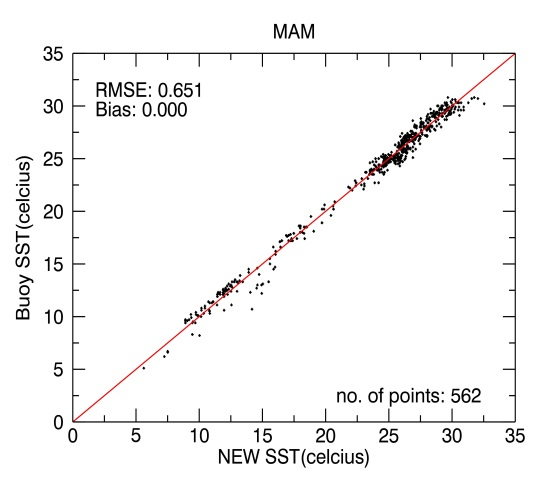 MAM
35
RMSE: 0.651
Bias: 0.000
30
25
20
15
10
5
0
Buoy SST(celcius)
no. of points: 562
0 5 10 15 20 25 30 35
NEW SST(celcius)